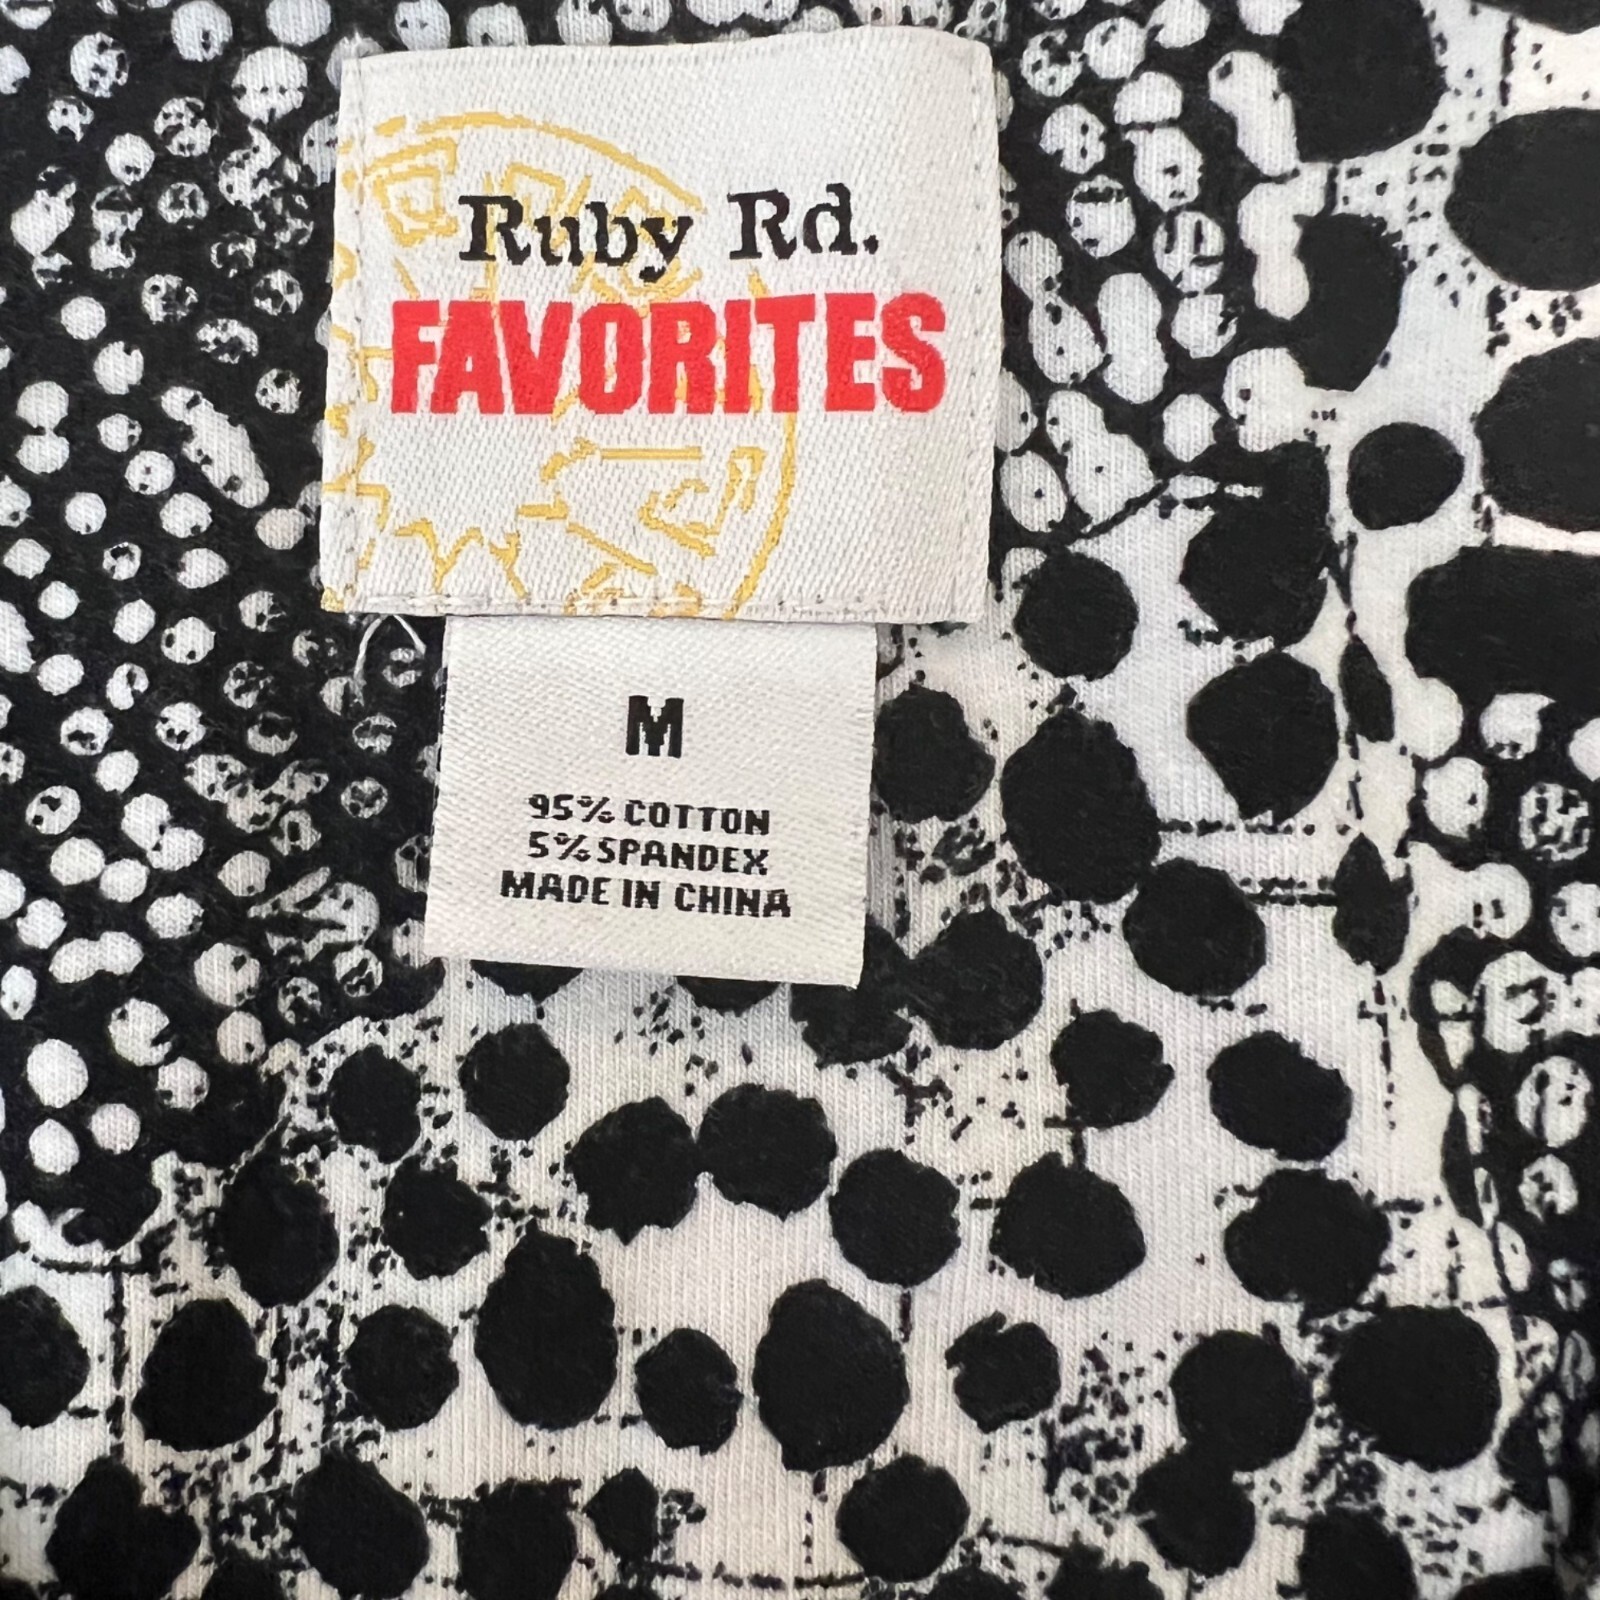 Ruby Rd.
FAVORITES
M
95% COTTON
5% SPANDEX
MADE IN CHINA